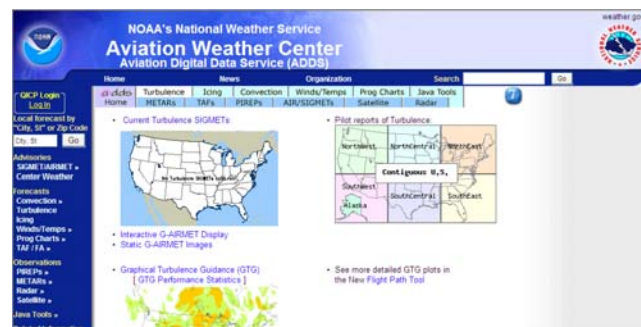 weather.gov
NOAA
NOAA's National Weather Service
Aviation Weather Center
Aviation Digital Data Service (ADDS)
Home News Organization Search Go
adds Turbulence Icing Convection Winds/Temps Prog Charts Java Tools
Home METARs TAFs PIREPs AIR/SIGMETs Satellite Radar
QICP Login
Log In
Local forecast by
"City, St" or Zip Code
City, St Go
Advisories
SIGMET/AIRMET »
Center Weather
Forecasts
Convection »
Turbulence
Icing
Winds/Temps »
Prog Charts »
TAF / FA »
Observations
PIREPs »
METARs »
Radar »
Satellite »
Java Tools »
• Current Turbulence SIGMETs:
• Interactive G-AIRMET Display
• Static G-AIRMET Images
• Graphical Turbulence Guidance (GTG)
[ GTG Performance Statistics ]
• Pilot reports of Turbulence:
NorthWest NorthCentral NorthEast
Contiguous U.S.
SouthWest SouthCentral SouthEast
Alaska
• See more detailed GTG plots in
the New Flight Path Tool